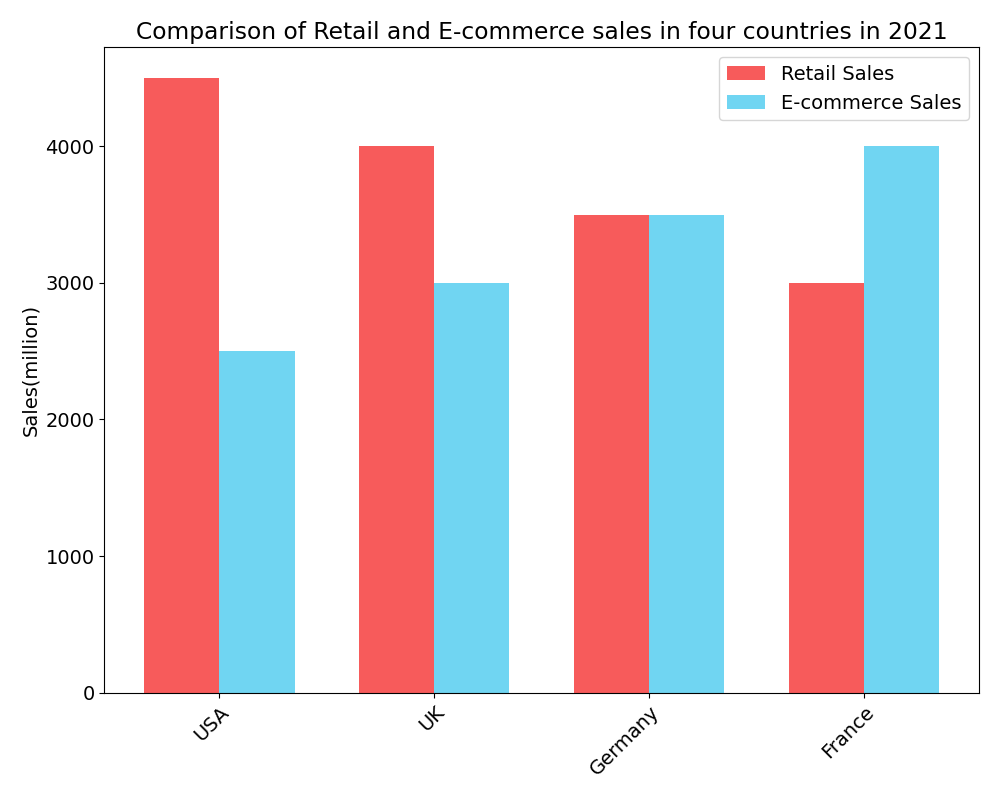 Comparison of Retail and E-commerce sales in four countries in 2021
Retail Sales
E-commerce Sales
Sales(million)
4000
3000
2000
1000
0
USA
UK
Germany
France